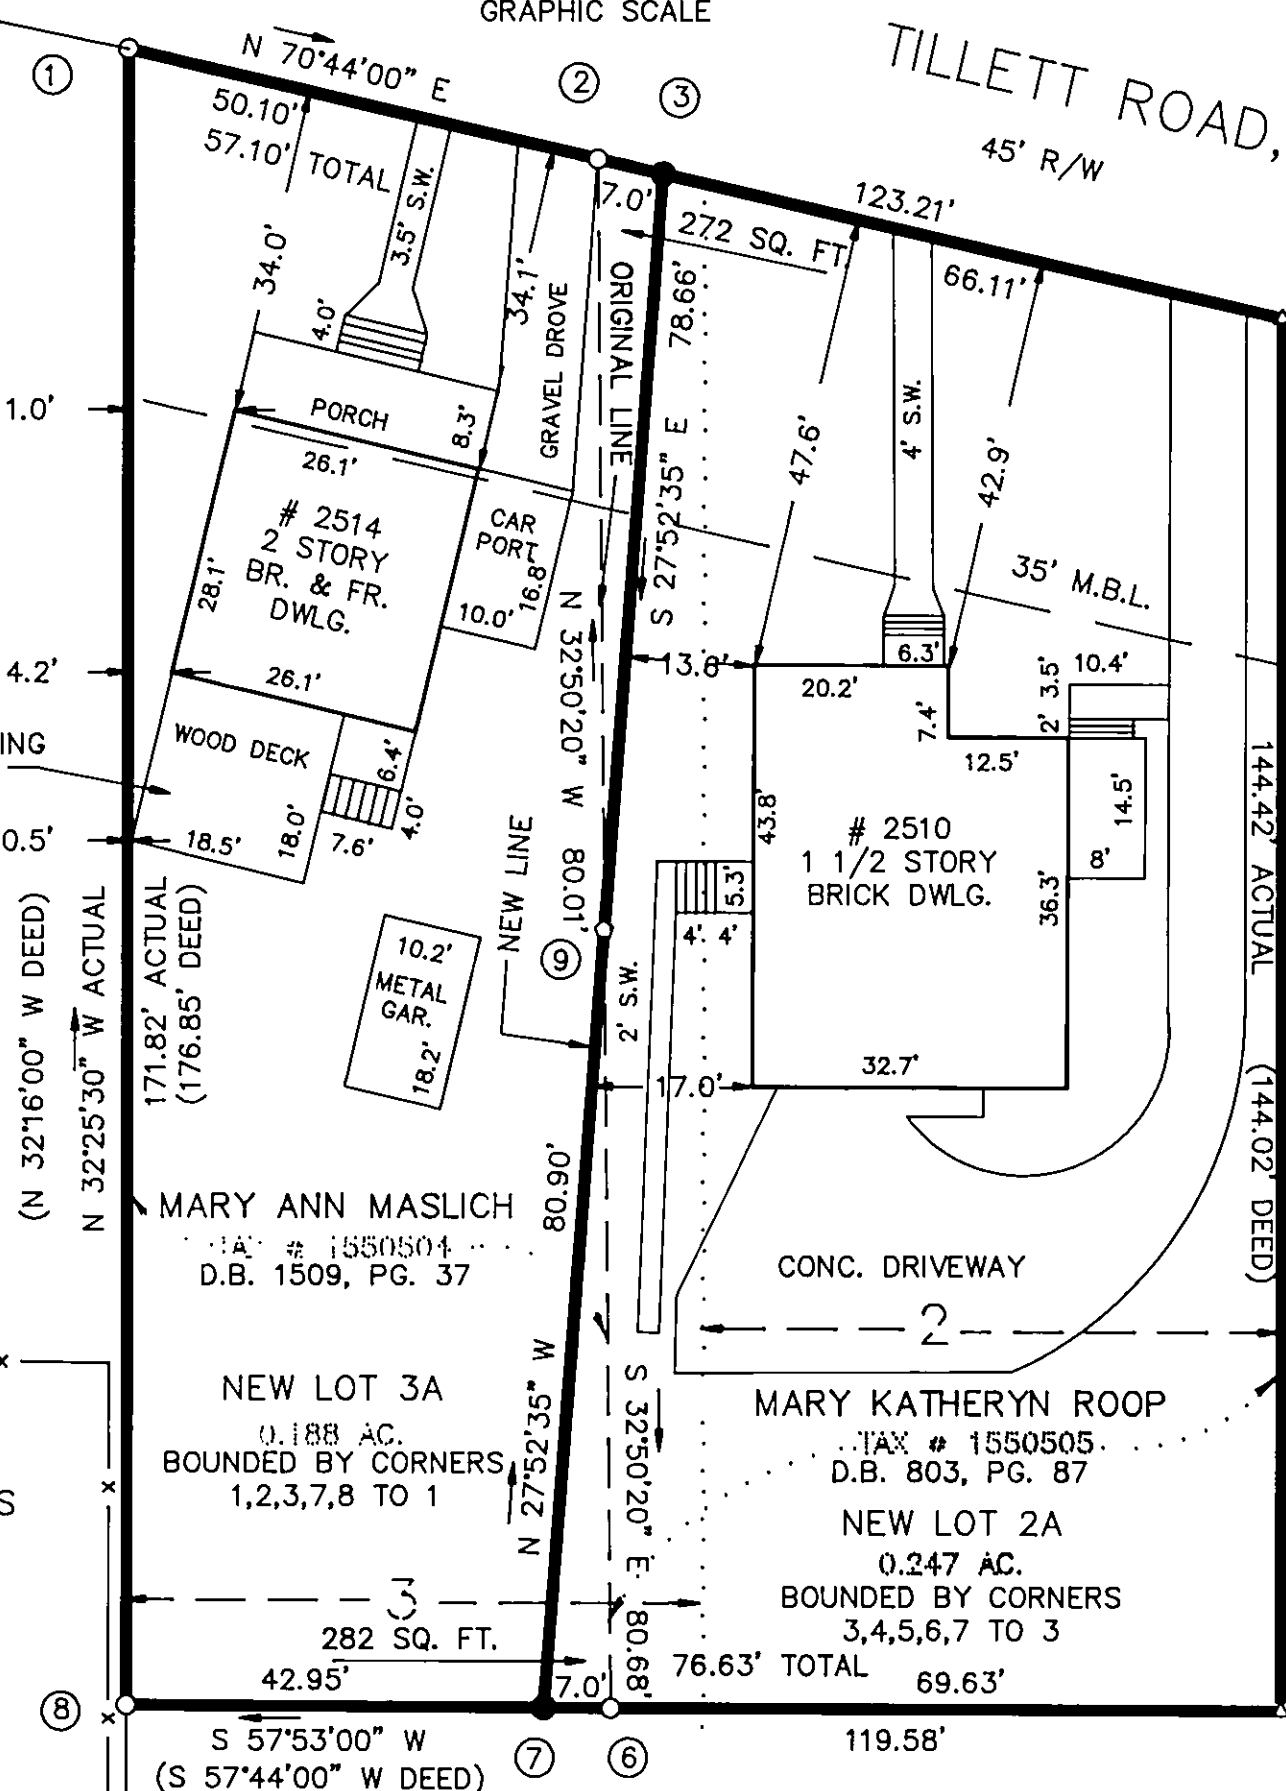 GRAPHIC SCALE
TILLETT ROAD,
45' R/W
N 70°44'00" E
1
2
3
50.10'
57.10' TOTAL
7.0'
123.21'
272 SQ. FT.
66.11'
3.5' S.W.
34.0'
34.1'
4.0'
GRAVEL DROVE
ORIGINAL LINE
78.66'
S 27°52'35" E
47.6'
4' S.W.
42.9'
35' M.B.L.
1.0'
PORCH
8.3'
26.1'
# 2514
2 STORY
BR. & FR.
DWLG.
28.1'
CAR
PORT
16.8'
10.0'
4.2'
26.1'
N 32°50'20" W 80.01'
13.8'
6.3'
20.2'
7.4'
12.5'
2' 3.5'
10.4'
14.5'
8'
ING
WOOD DECK
6.4'
4.0'
7.6'
18.0'
18.5'
0.5'
43.8'
# 2510
1 1/2 STORY
BRICK DWLG.
36.3'
5.3'
4' 4'
NEW LINE
9
2' S.W.
10.2'
METAL
GAR.
18.2'
32.7'
17.0'
144.42' ACTUAL
(144.02' DEED)
(N 32°16'00" W DEED)
N 32°25'30" W ACTUAL
171.82' ACTUAL
(176.85' DEED)
80.90'
MARY ANN MASLICH
TAX # 1550504
D.B. 1509, PG. 37
CONC. DRIVEWAY
2
NEW LOT 3A
0.188 AC.
BOUNDED BY CORNERS
1,2,3,7,8 TO 1
N 27°52'35" W
S 32°50'20" E 80.68'
MARY KATHERYN ROOP
TAX # 1550505
D.B. 803, PG. 87
NEW LOT 2A
0.247 AC.
BOUNDED BY CORNERS
3,4,5,6,7 TO 3
S
3
282 SQ. FT.
42.95'
7.0'
76.63' TOTAL
69.63'
8
S 57°53'00" W
(S 57°44'00" W DEED)
7
6
119.58'